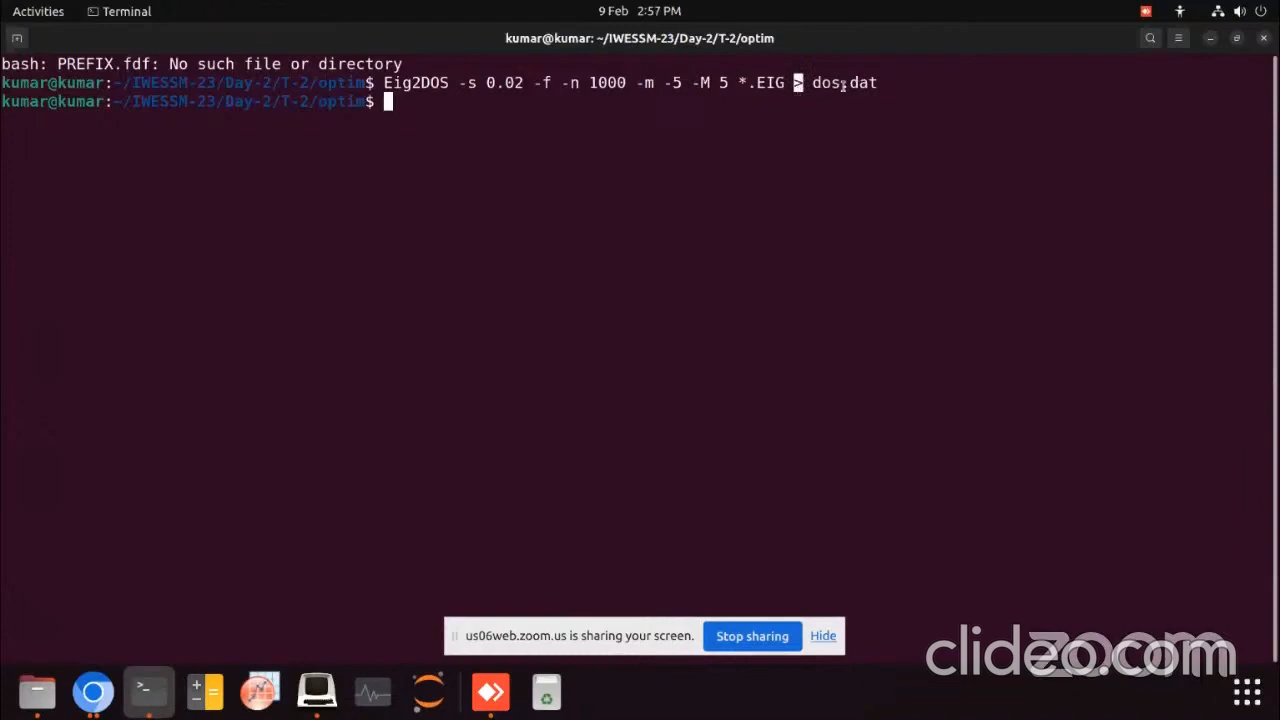 Activities Terminal 9 Feb 2:57 PM
kumar@kumar: ~/IWESSM-23/Day-2/T-2/optim
bash: PREFIX.fdf: No such file or directory
kumar@kumar:~/IWESSM-23/Day-2/T-2/optim$ Eig2DOS -s 0.02 -f -n 1000 -m -5 -M 5 *.EIG > dos.dat
kumar@kumar:~/IWESSM-23/Day-2/T-2/optim$
us06web.zoom.us is sharing your screen. Stop sharing Hide
clideo.com
zoom